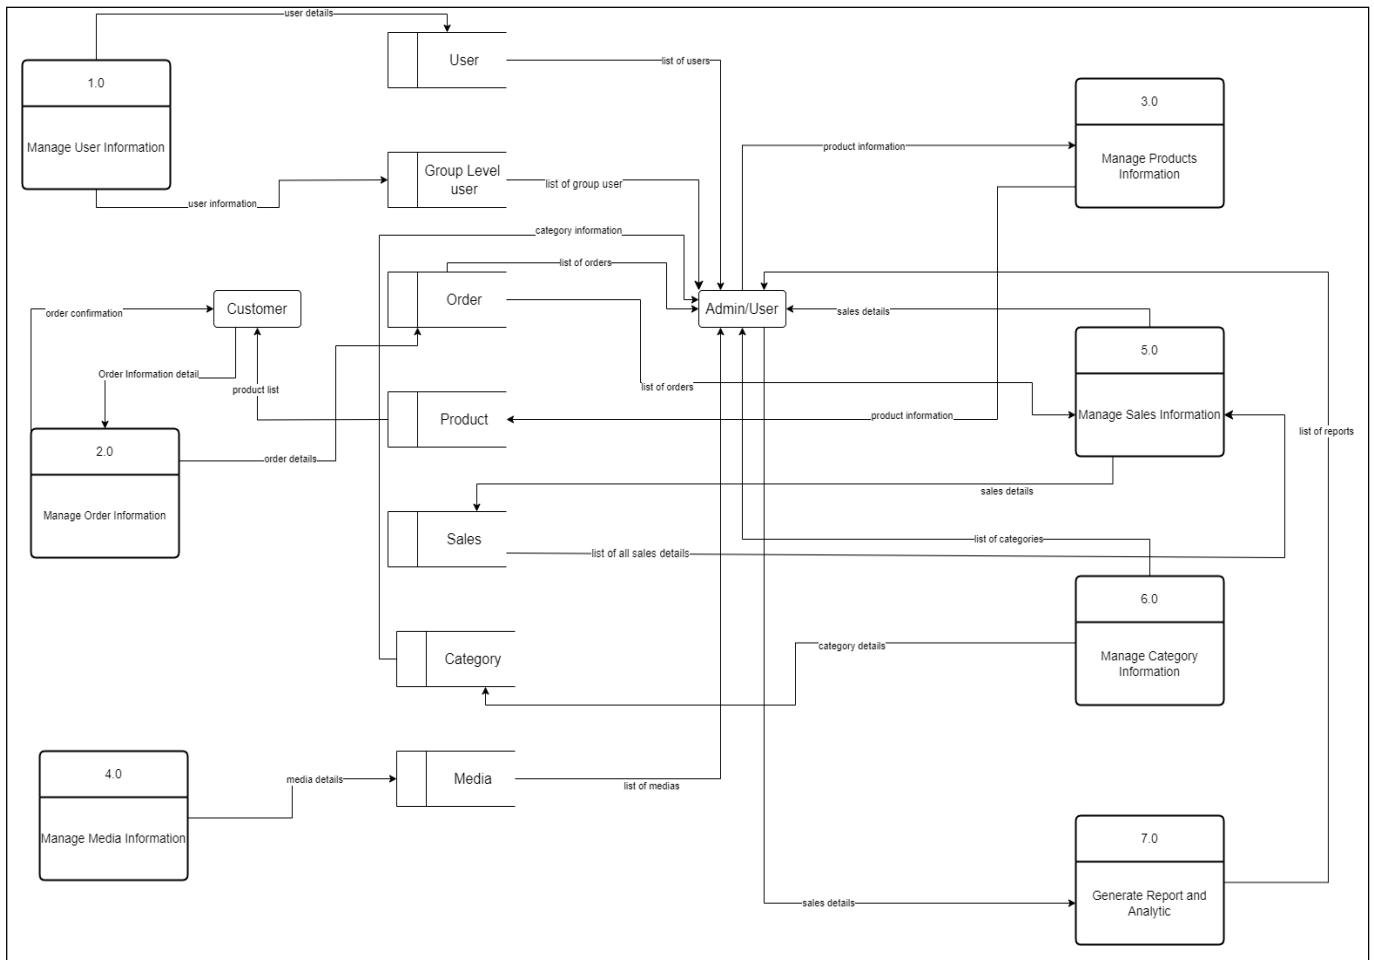 user details
1.0
Manage User Information
User
list of users
3.0
Manage Products
Information
product information
Group Level
user
list of group user
user information
category information
list of orders
Order
Customer
order confirmation
Admin/User
sales details
5.0
Manage Sales Information
Order Information detail
product list
list of orders
Product
product information
list of reports
2.0
Manage Order Information
order details
sales details
Sales
list of all sales details
list of categories
6.0
Manage Category
Information
Category
category details
4.0
Manage Media Information
media details
Media
list of medias
7.0
Generate Report and
Analytic
sales details